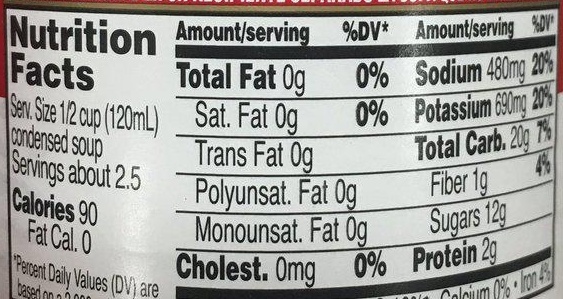 Nutrition
Facts
Serv. Size 1/2 cup (120mL)
condensed soup
Servings about 2.5
Calories 90
Fat Cal. 0
*Percent Daily Values (DV) are
based on a
Amount/serving %DV*
Total Fat 0g 0%
Sat. Fat 0g 0%
Trans Fat 0g
Polyunsat. Fat 0g
Monounsat. Fat 0g
Cholest. 0mg 0%
Amount/serving %DV*
Sodium 480mg 20%
Potassium 690mg 20%
Total Carb. 20g 7%
Fiber 1g 4%
Sugars 12g
Protein 2g
Calcium 0% • Iron 4%